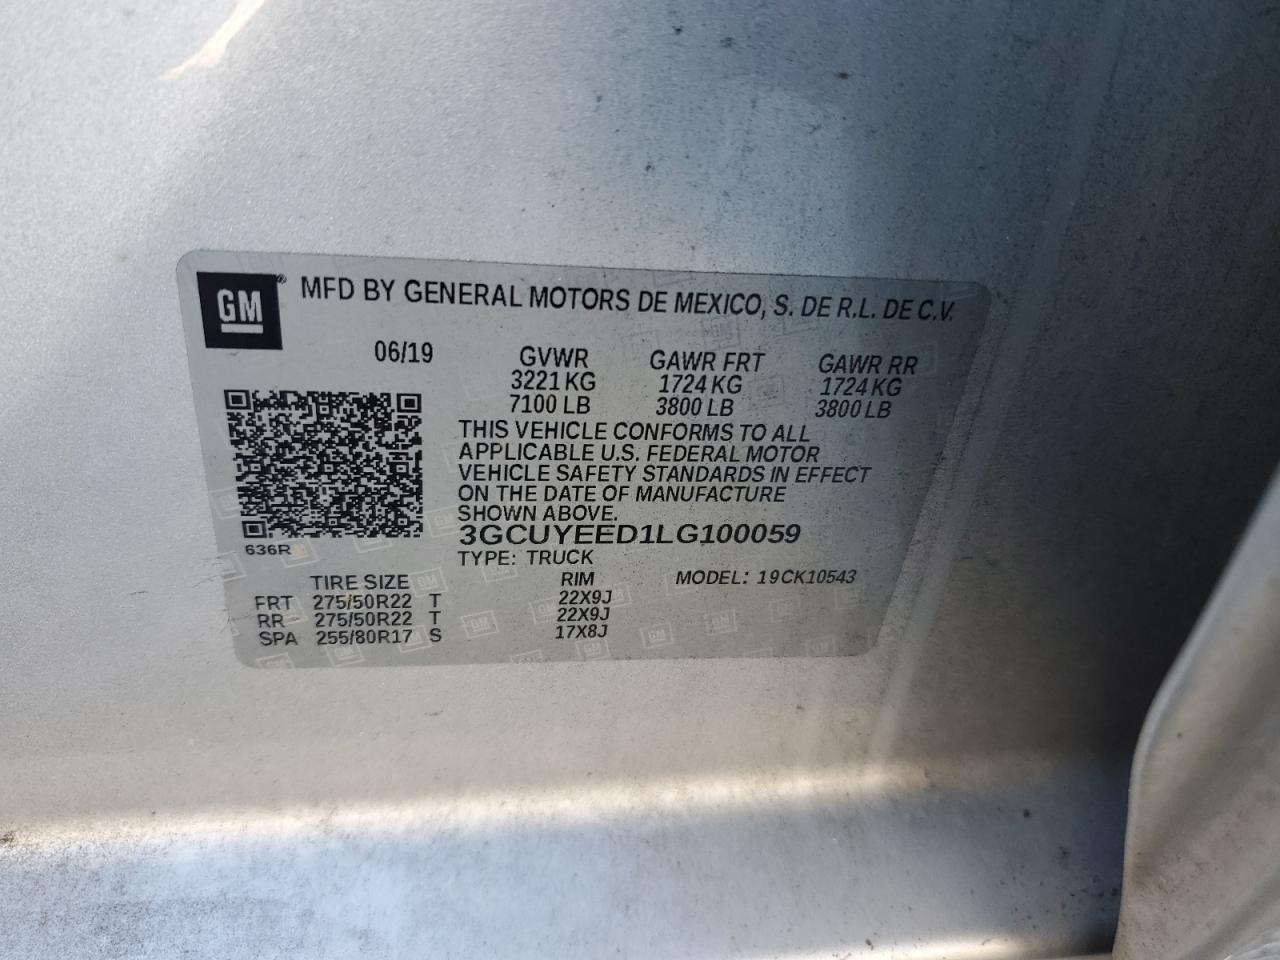 GM® MFD BY GENERAL MOTORS DE MEXICO, S. DE R.L. DE C.V.
06/19 GVWR GAWR FRT GAWR RR
3221 KG 1724 KG 1724 KG
7100 LB 3800 LB 3800 LB
THIS VEHICLE CONFORMS TO ALL
APPLICABLE U.S. FEDERAL MOTOR
VEHICLE SAFETY STANDARDS IN EFFECT
ON THE DATE OF MANUFACTURE
SHOWN ABOVE.
3GCUYEED1LG100059
636R
TYPE: TRUCK
TIRE SIZE RIM MODEL: 19CK10543
FRT 275/50R22 T 22X9J
RR 275/50R22 T 22X9J
SPA 255/80R17 S 17X8J